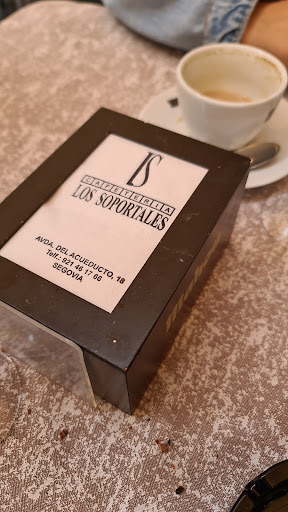 LS
CAFETERIA
LOS SOPORTALES
AVDA. DEL ACUEDUCTO, 18
Telf.: 921 46 17 66
SEGOVIA